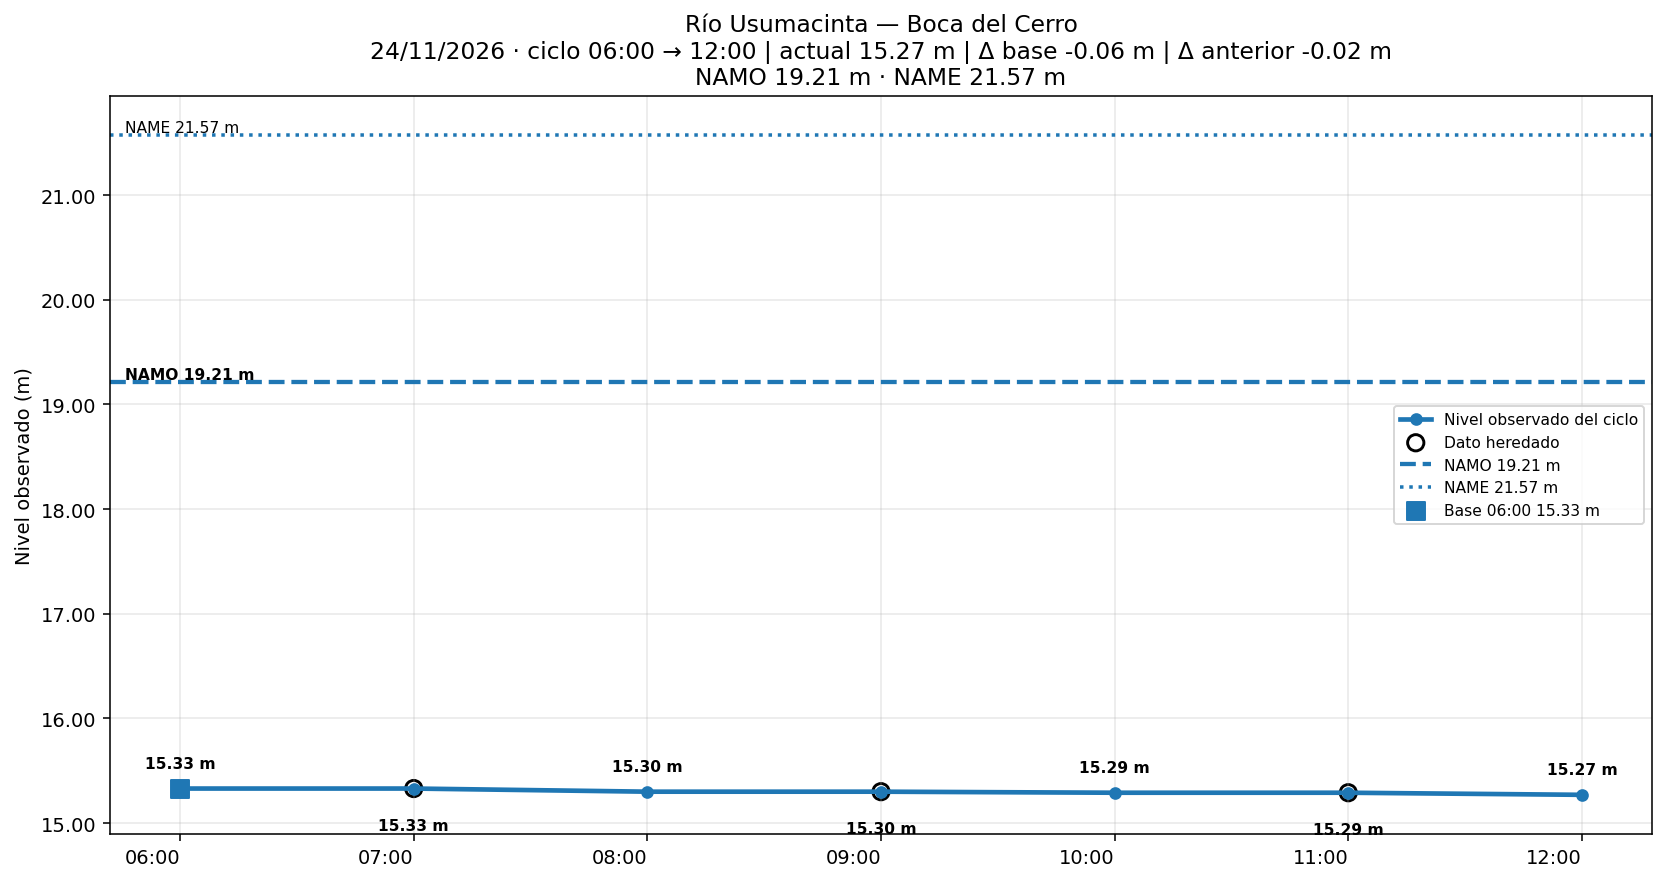 Río Usumacinta — Boca del Cerro
24/11/2026 · ciclo 06:00 → 12:00 | actual 15.27 m | Δ base -0.06 m | Δ anterior -0.02 m
NAMO 19.21 m · NAME 21.57 m
NAME 21.57 m
21.00
20.00
NAMO 19.21 m
19.00
Nivel observado del ciclo
Dato heredado
NAMO 19.21 m
NAME 21.57 m
Base 06:00 15.33 m
Nivel observado (m)
18.00
17.00
16.00
15.33 m
15.30 m
15.29 m
15.27 m
15.00
15.33 m
15.30 m
15.29 m
06:00
07:00
08:00
09:00
10:00
11:00
12:00